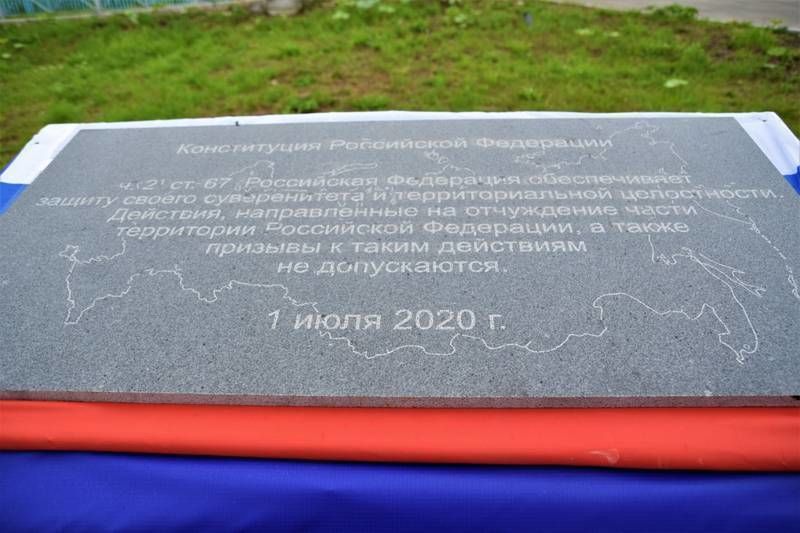 Конституция Российской Федерации
ч.(2) ст. 67. Российская Федерация обеспечивает
защиту своего суверенитета и территориальной целостности.
Действия, направленные на отчуждение части
территории Российской Федерации, а также
призывы к таким действиям
не допускаются.
1 июля 2020 г.